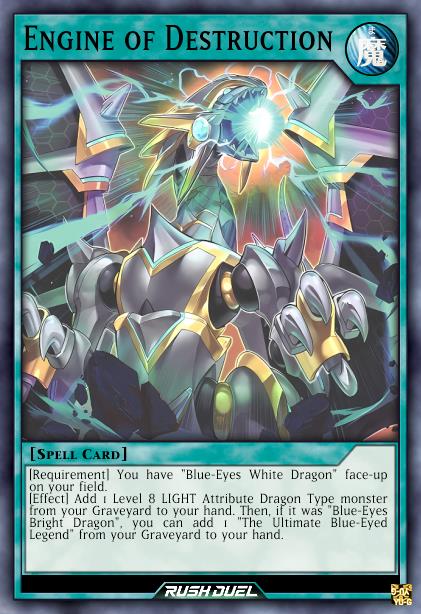 ENGINE OF DESTRUCTION
ま
魔
[SPELL CARD]
[Requirement] You have "Blue-Eyes White Dragon" face-up
on your field.
[Effect] Add 1 Level 8 LIGHT Attribute Dragon Type monster
from your Graveyard to your hand. Then, if it was "Blue-Eyes
Bright Dragon", you can add 1 "The Ultimate Blue-Eyed
Legend" from your Graveyard to your hand.
RUSH DUEL